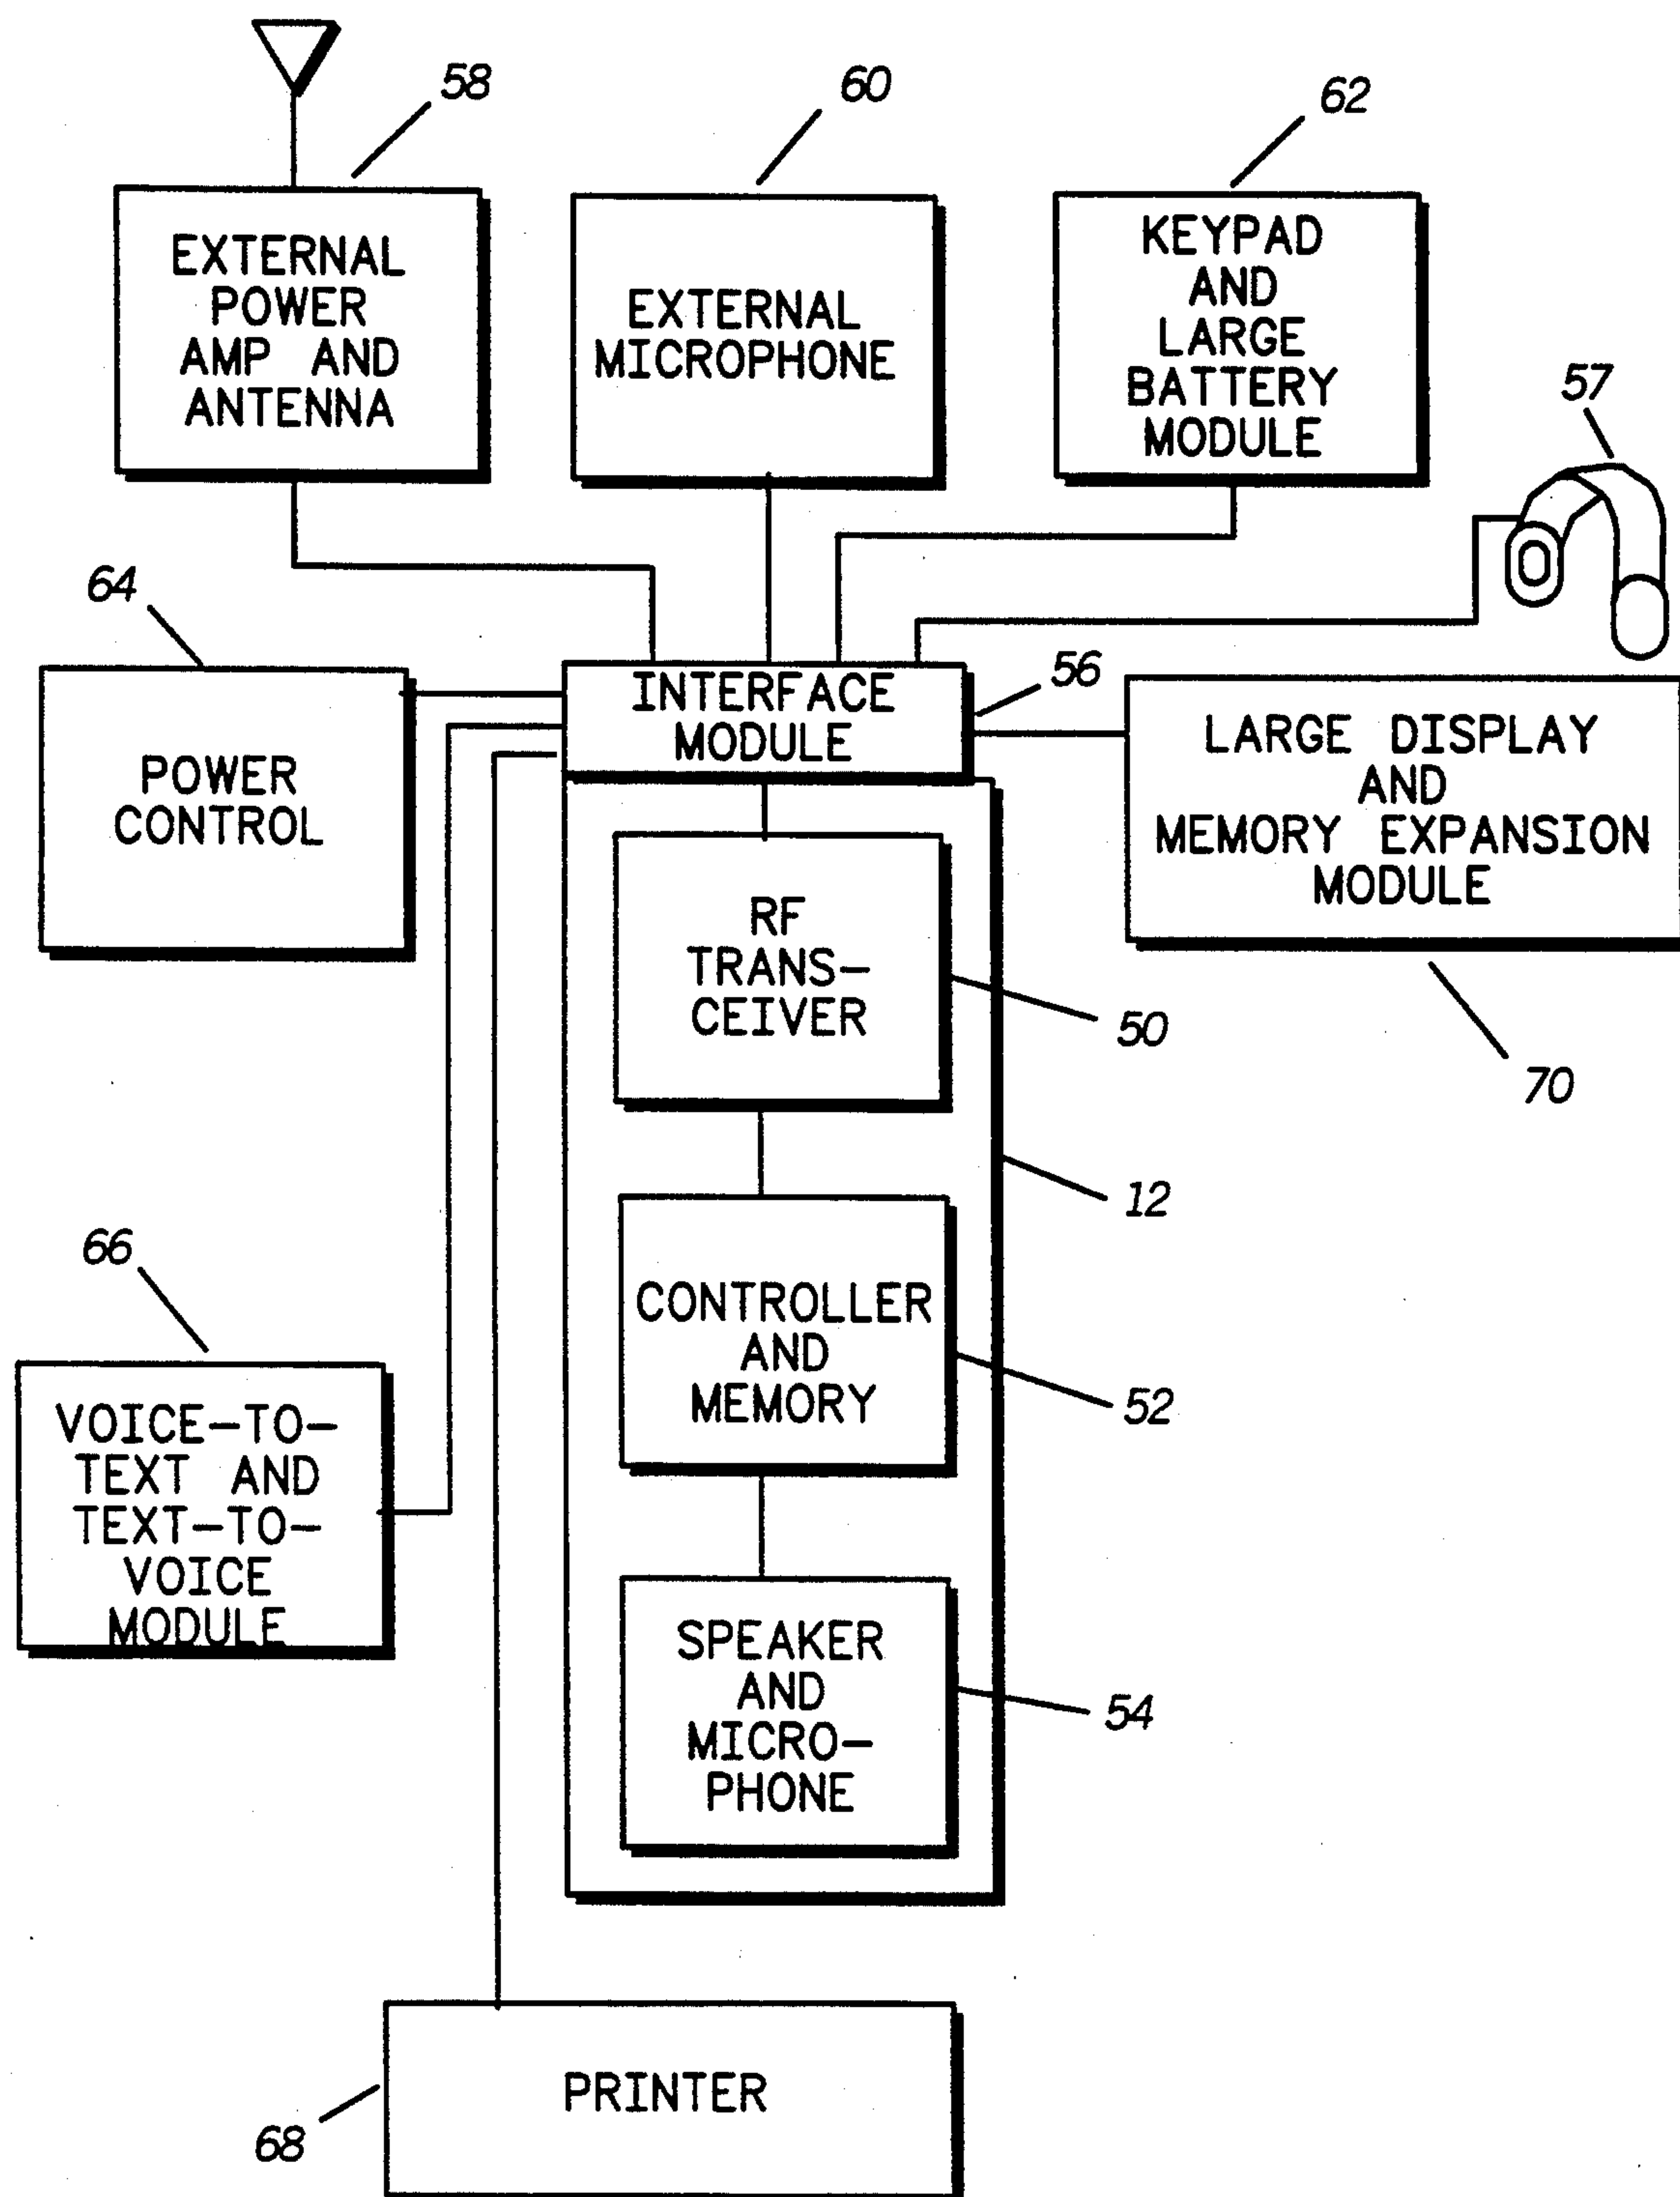 58
60
62
EXTERNAL
POWER
AMP AND
ANTENNA
EXTERNAL
MICROPHONE
KEYPAD
AND
LARGE
BATTERY
MODULE
57
64
POWER
CONTROL
INTERFACE
MODULE
56
LARGE DISPLAY
AND
MEMORY EXPANSION
MODULE
70
RF
TRANS-
CEIVER
50
12
66
VOICE-TO-
TEXT AND
TEXT-TO-
VOICE
MODULE
CONTROLLER
AND
MEMORY
52
SPEAKER
AND
MICRO-
PHONE
54
PRINTER
68